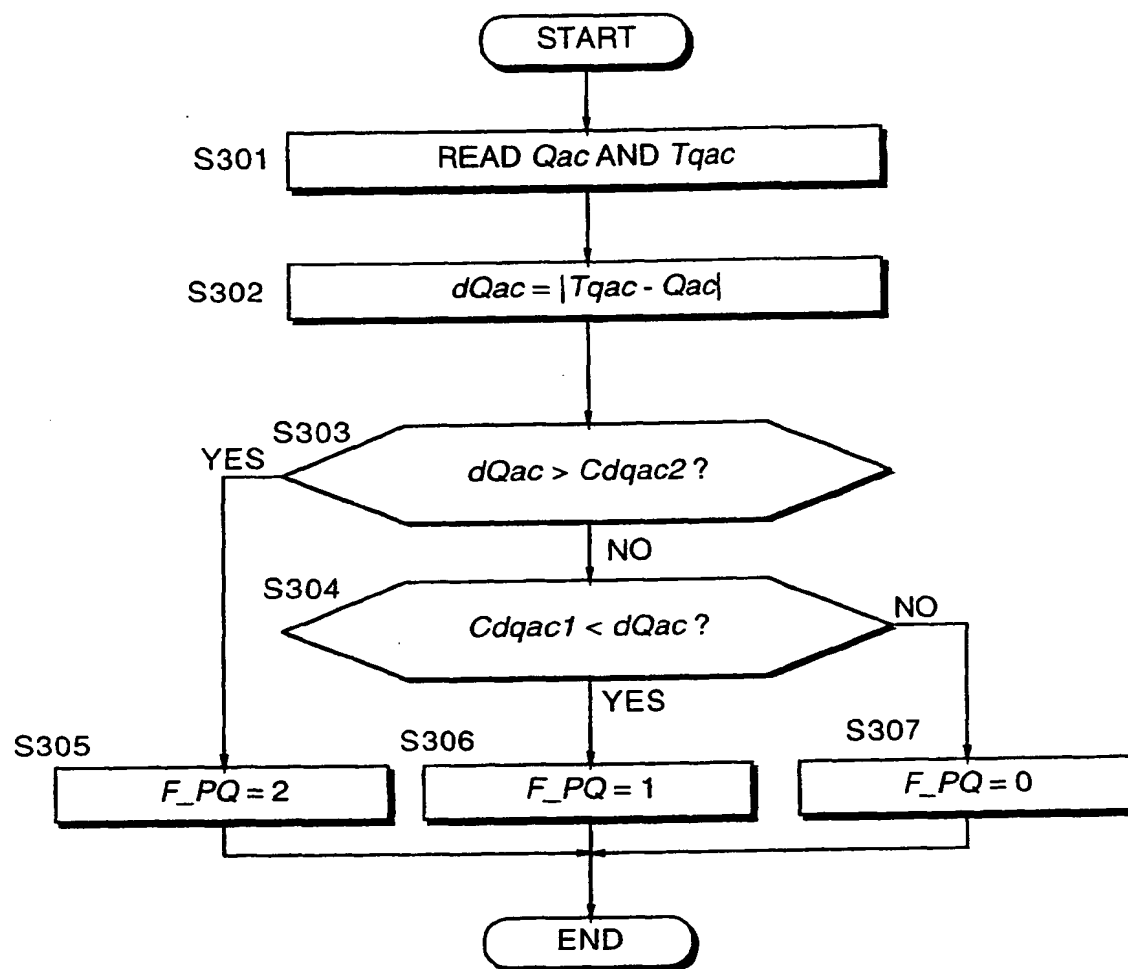 START
S301
READ Qac AND Tqac
S302
dQac = |Tqac - Qac|
S303
YES
dQac > Cdqac2 ?
NO
S304
Cdqac1 < dQac ?
NO
YES
S305
F_PQ = 2
S306
F_PQ = 1
S307
F_PQ = 0
END